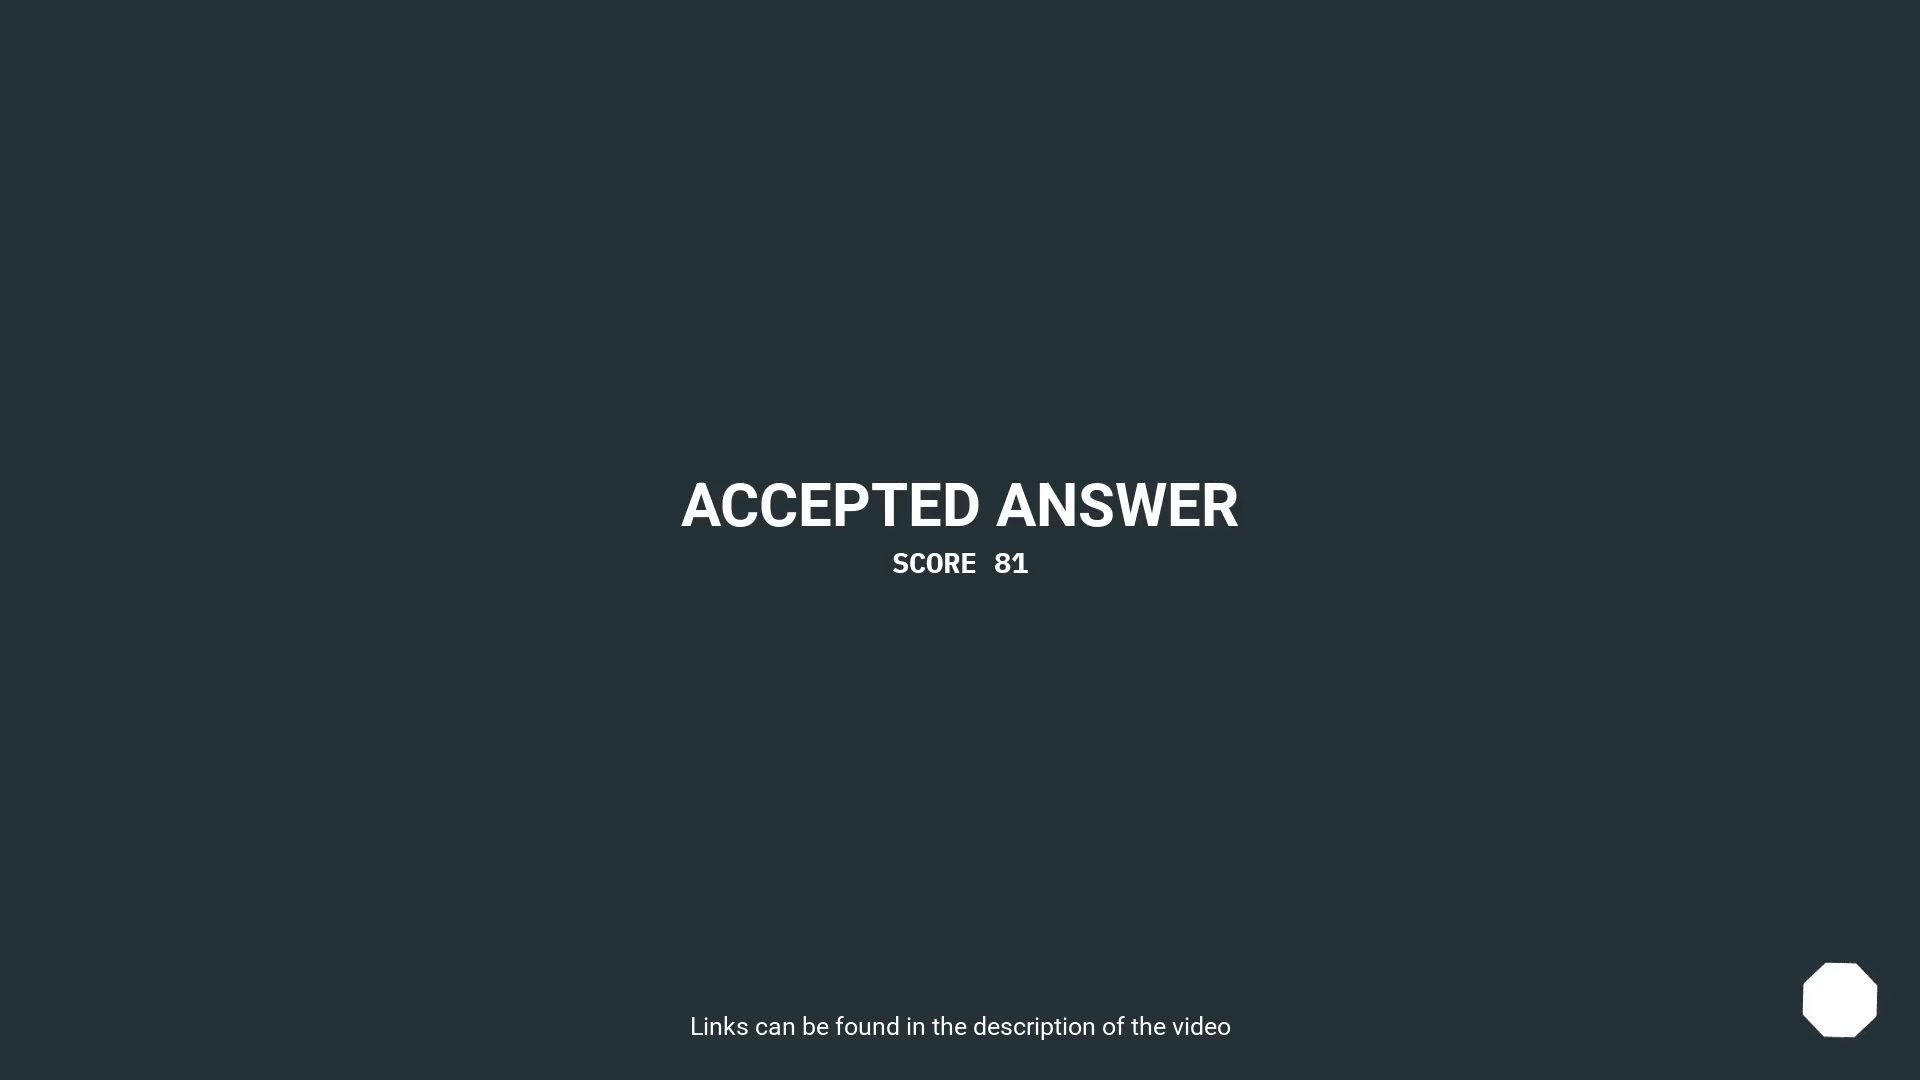 ACCEPTED ANSWER
SCORE 81
Links can be found in the description of the video